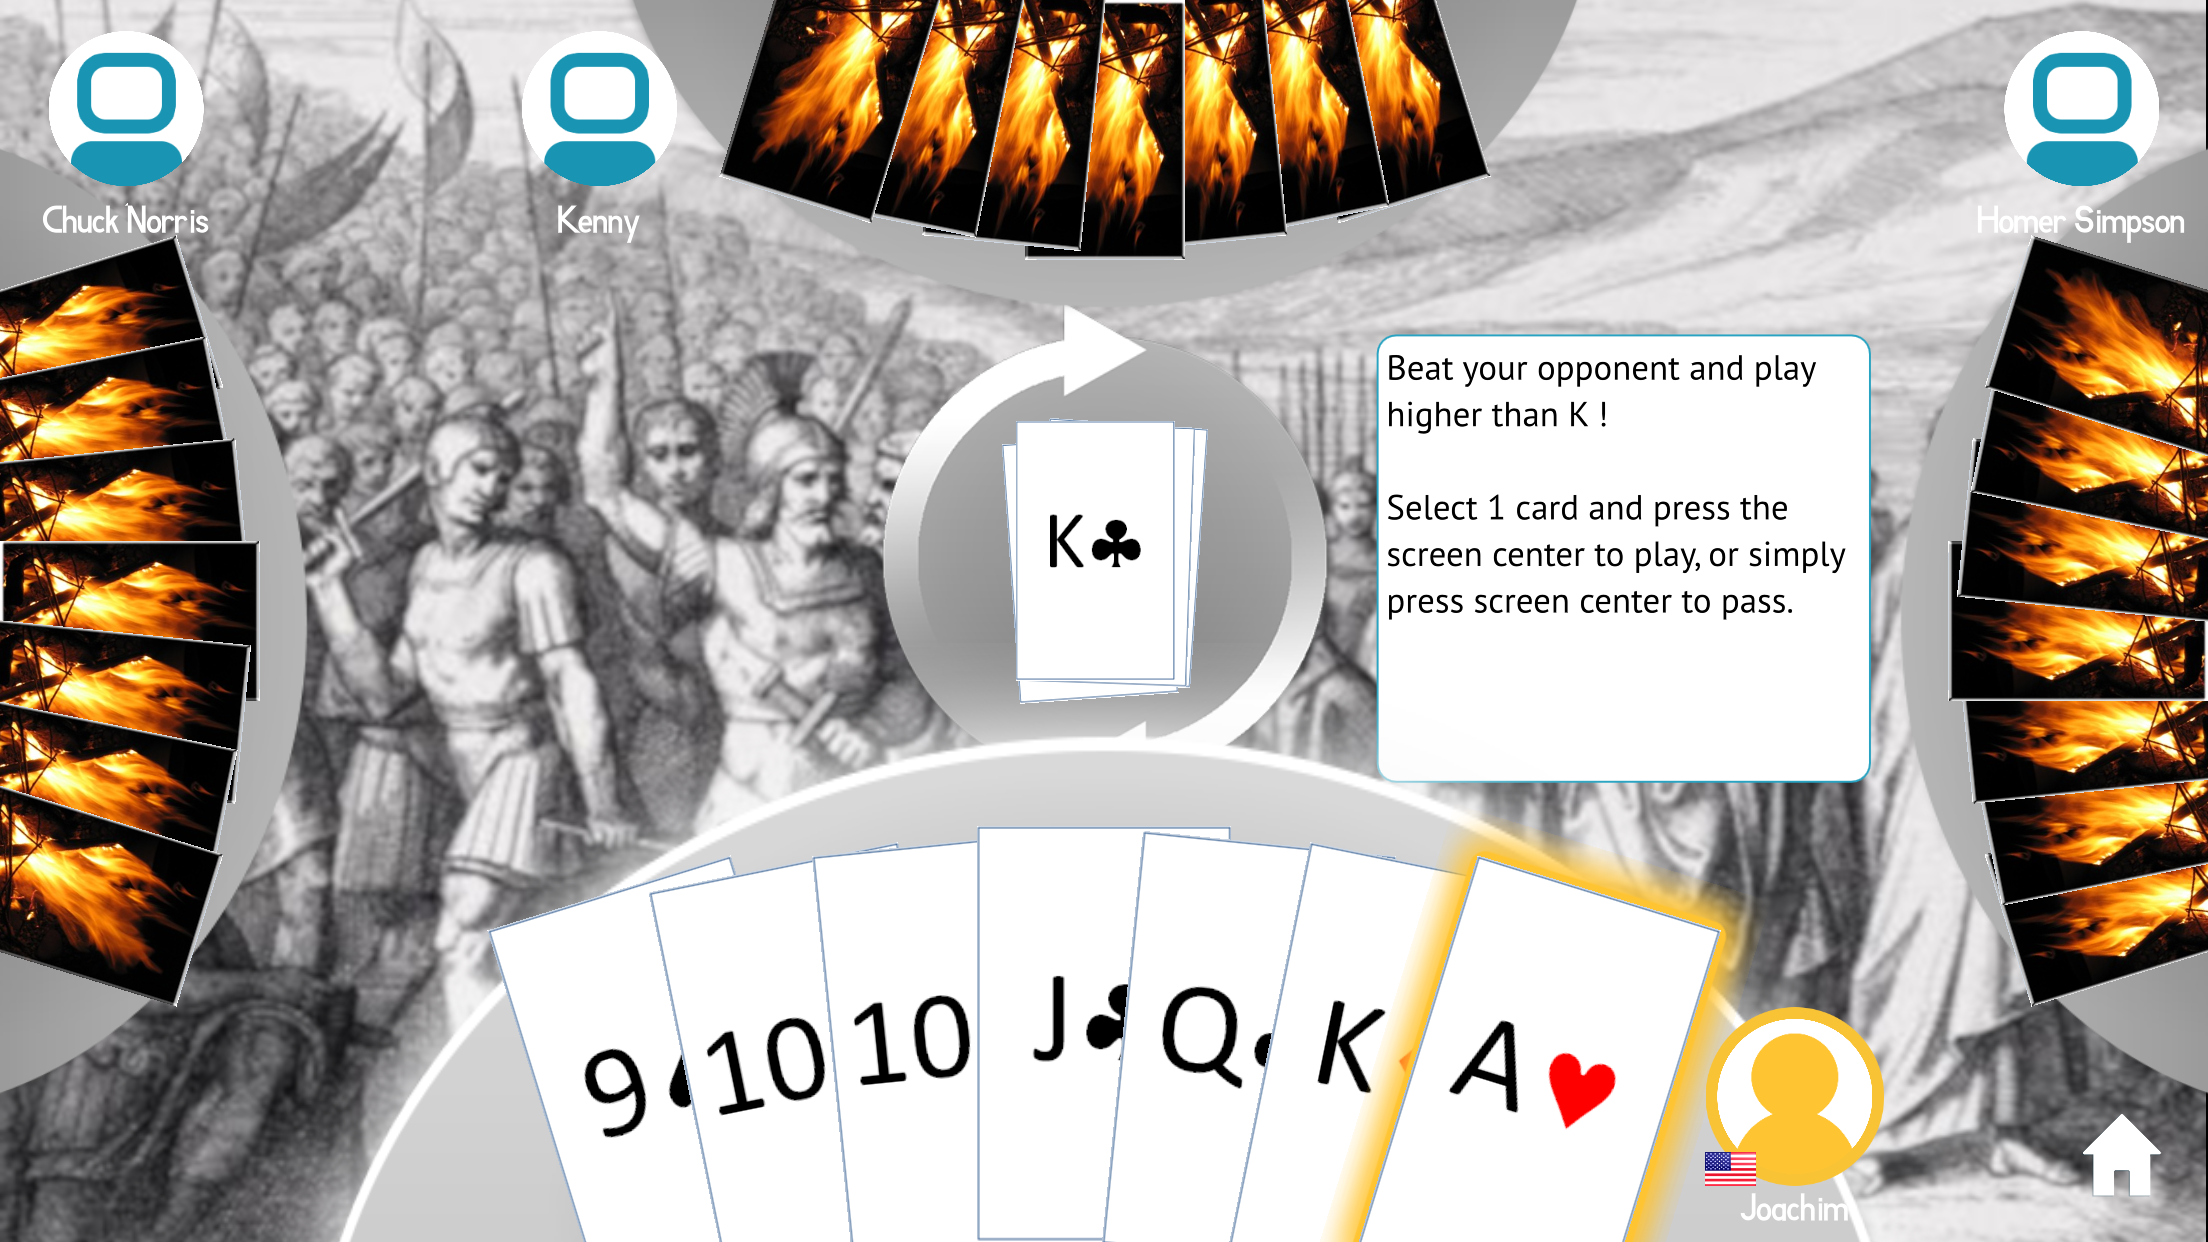 Chuck Norris
Kenny
Homer Simpson
Beat your opponent and play
higher than K !
Select 1 card and press the
screen center to play, or simply
press screen center to pass.
K♣
9
10
10
J♣
Q
K
A♥
Joachim